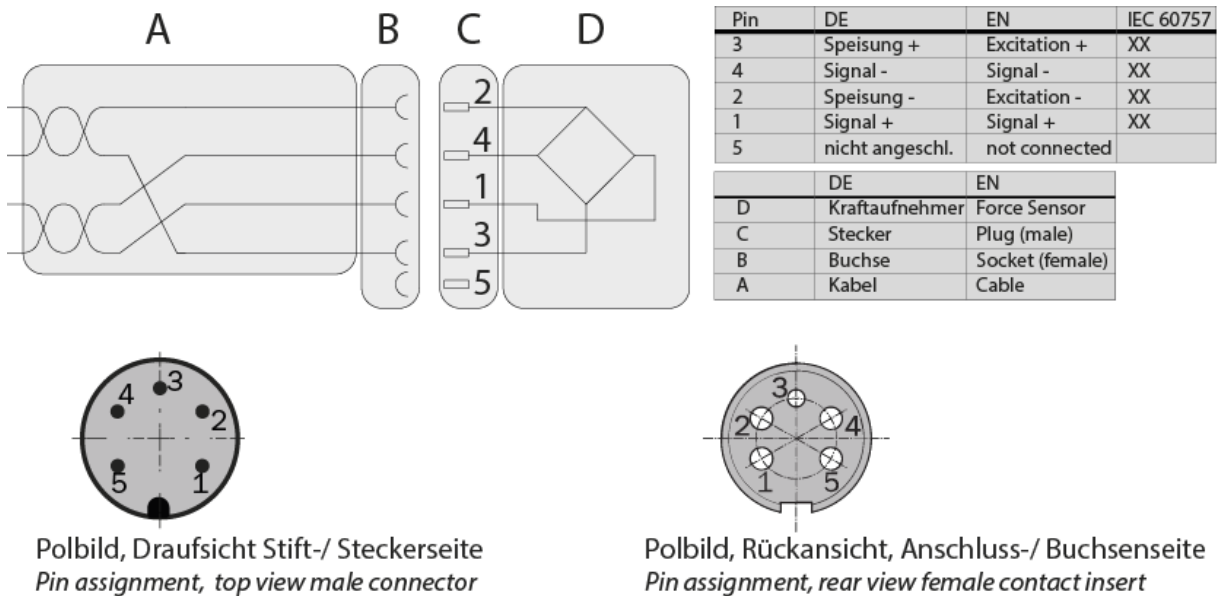 A B C D
2
4
1
3
5
Pin DE EN IEC 60757
3 Speisung + Excitation + XX
4 Signal - Signal - XX
2 Speisung - Excitation - XX
1 Signal + Signal + XX
5 nicht angeschl. not connected
DE EN
D Kraftaufnehmer Force Sensor
C Stecker Plug (male)
B Buchse Socket (female)
A Kabel Cable
3
4
2
5 1
3
2 4
1 5
Polbild, Draufsicht Stift-/ Steckerseite
Pin assignment, top view male connector
Polbild, Rückansicht, Anschluss-/ Buchsenseite
Pin assignment, rear view female contact insert